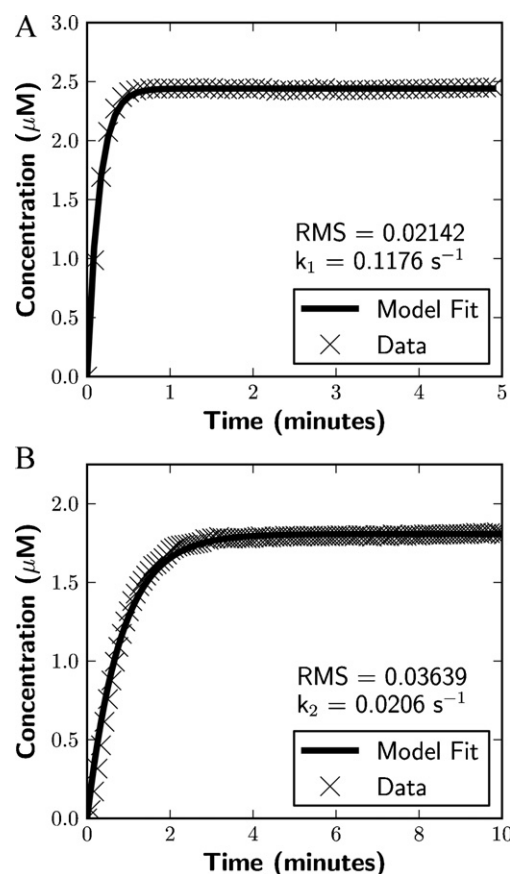 A
3.0
2.5
2.0
1.5
1.0
0.5
0.0
Concentration (μM)
RMS = 0.02142
k₁ = 0.1176 s⁻¹
Model Fit
Data
0 1 2 3 4 5
Time (minutes)
B
2.0
1.5
1.0
0.5
0.0
Concentration (μM)
RMS = 0.03639
k₂ = 0.0206 s⁻¹
Model Fit
Data
0 2 4 6 8 10
Time (minutes)